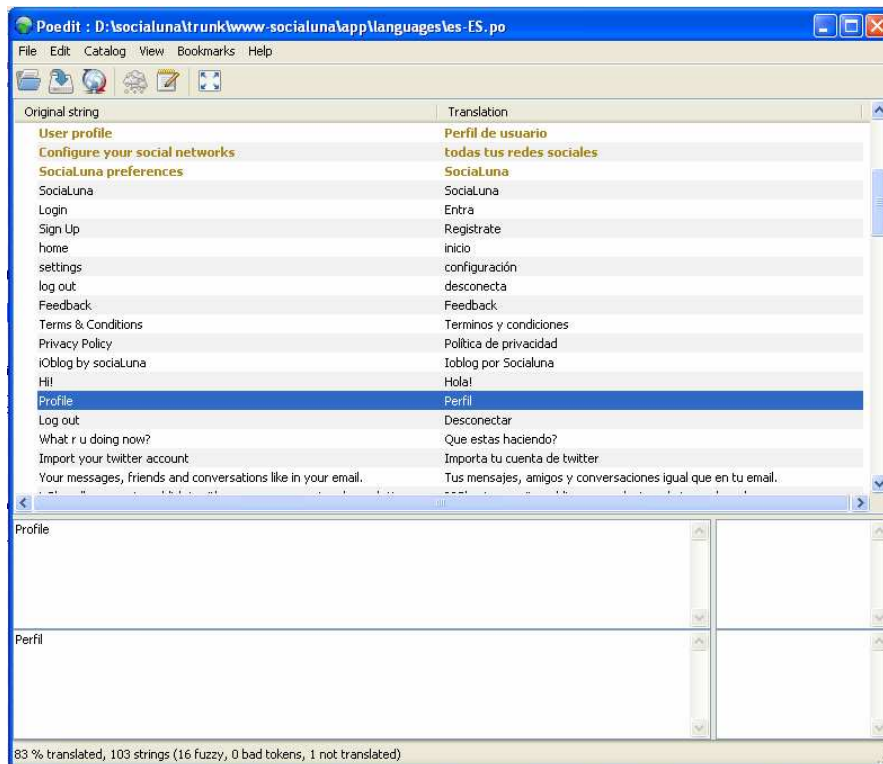 Poedit : D:\socialuna\trunk\www-socialuna\app\languages\es-ES.po
File Edit Catalog View Bookmarks Help
Original string Translation
User profile Perfil de usuario
Configure your social networks todas tus redes sociales
SociaLuna preferences SociaLuna
SociaLuna SociaLuna
Login Entra
Sign Up Registrate
home inicio
settings configuración
log out desconecta
Feedback Feedback
Terms & Conditions Terminos y condiciones
Privacy Policy Política de privacidad
iOblog by sociaLuna Ioblog por Socialuna
Hi! Hola!
Profile Perfil
Log out Desconectar
What r u doing now? Que estas haciendo?
Import your twitter account Importa tu cuenta de twitter
Your messages, friends and conversations like in your email. Tus mensajes, amigos y conversaciones igual que en tu email.
Profile
Perfil
83 % translated, 103 strings (16 fuzzy, 0 bad tokens, 1 not translated)